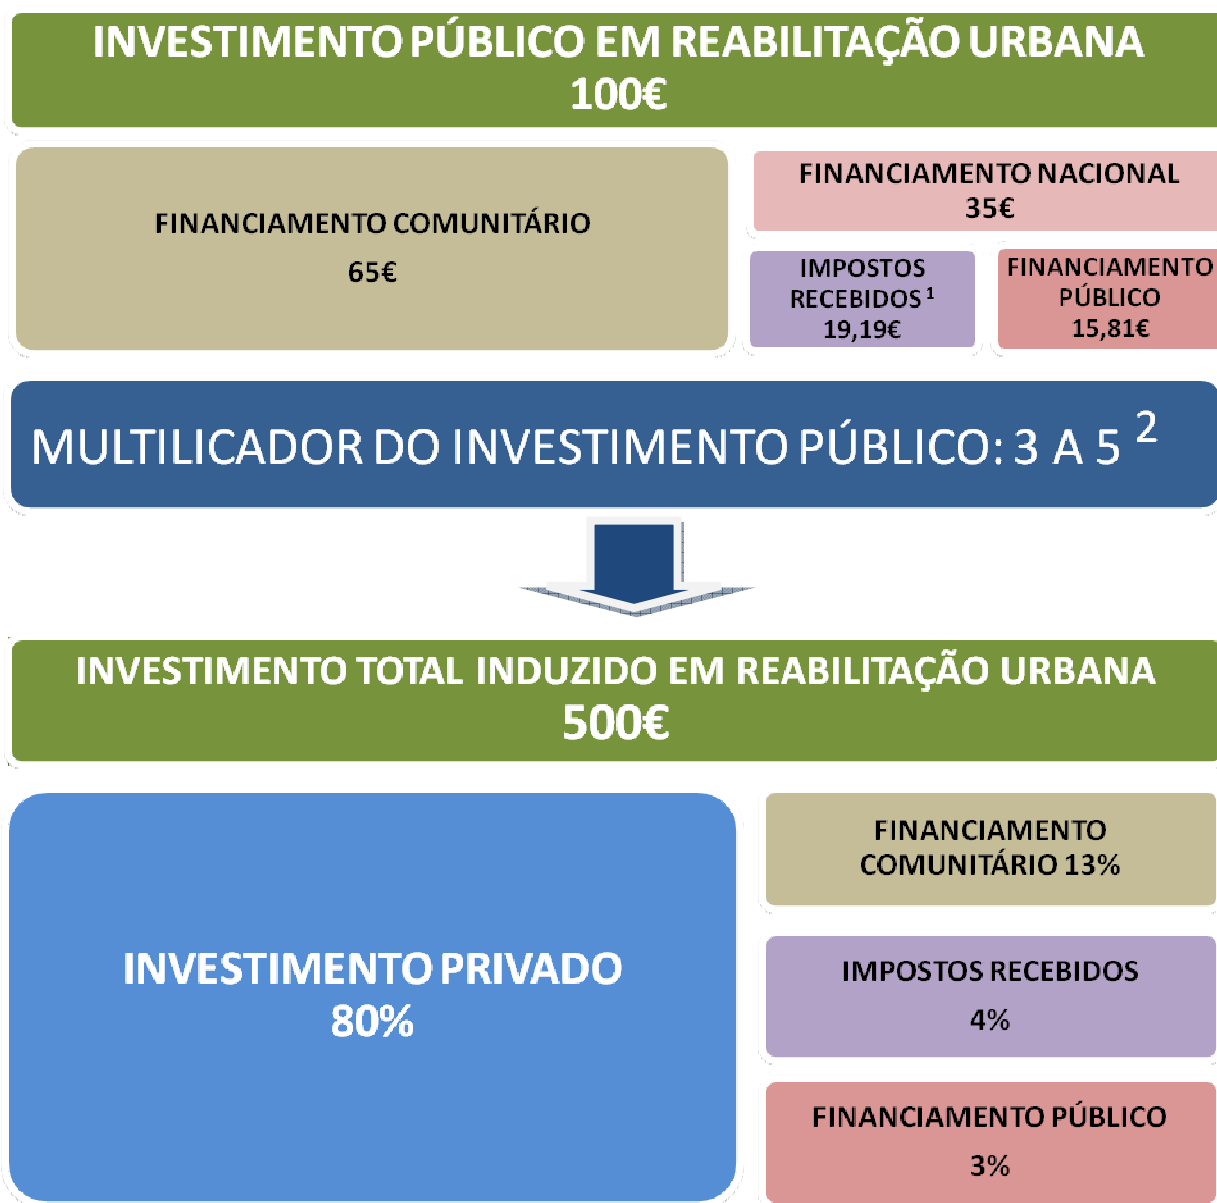 INVESTIMENTO PÚBLICO EM REABILITAÇÃO URBANA
100€
FINANCIAMENTO COMUNITÁRIO
65€
FINANCIAMENTO NACIONAL
35€
IMPOSTOS
RECEBIDOS 1
19,19€
FINANCIAMENTO
PÚBLICO
15,81€
MULTILICADOR DO INVESTIMENTO PÚBLICO: 3 A 5 2
INVESTIMENTO TOTAL INDUZIDO EM REABILITAÇÃO URBANA
500€
INVESTIMENTO PRIVADO
80%
FINANCIAMENTO
COMUNITÁRIO 13%
IMPOSTOS RECEBIDOS
4%
FINANCIAMENTO PÚBLICO
3%